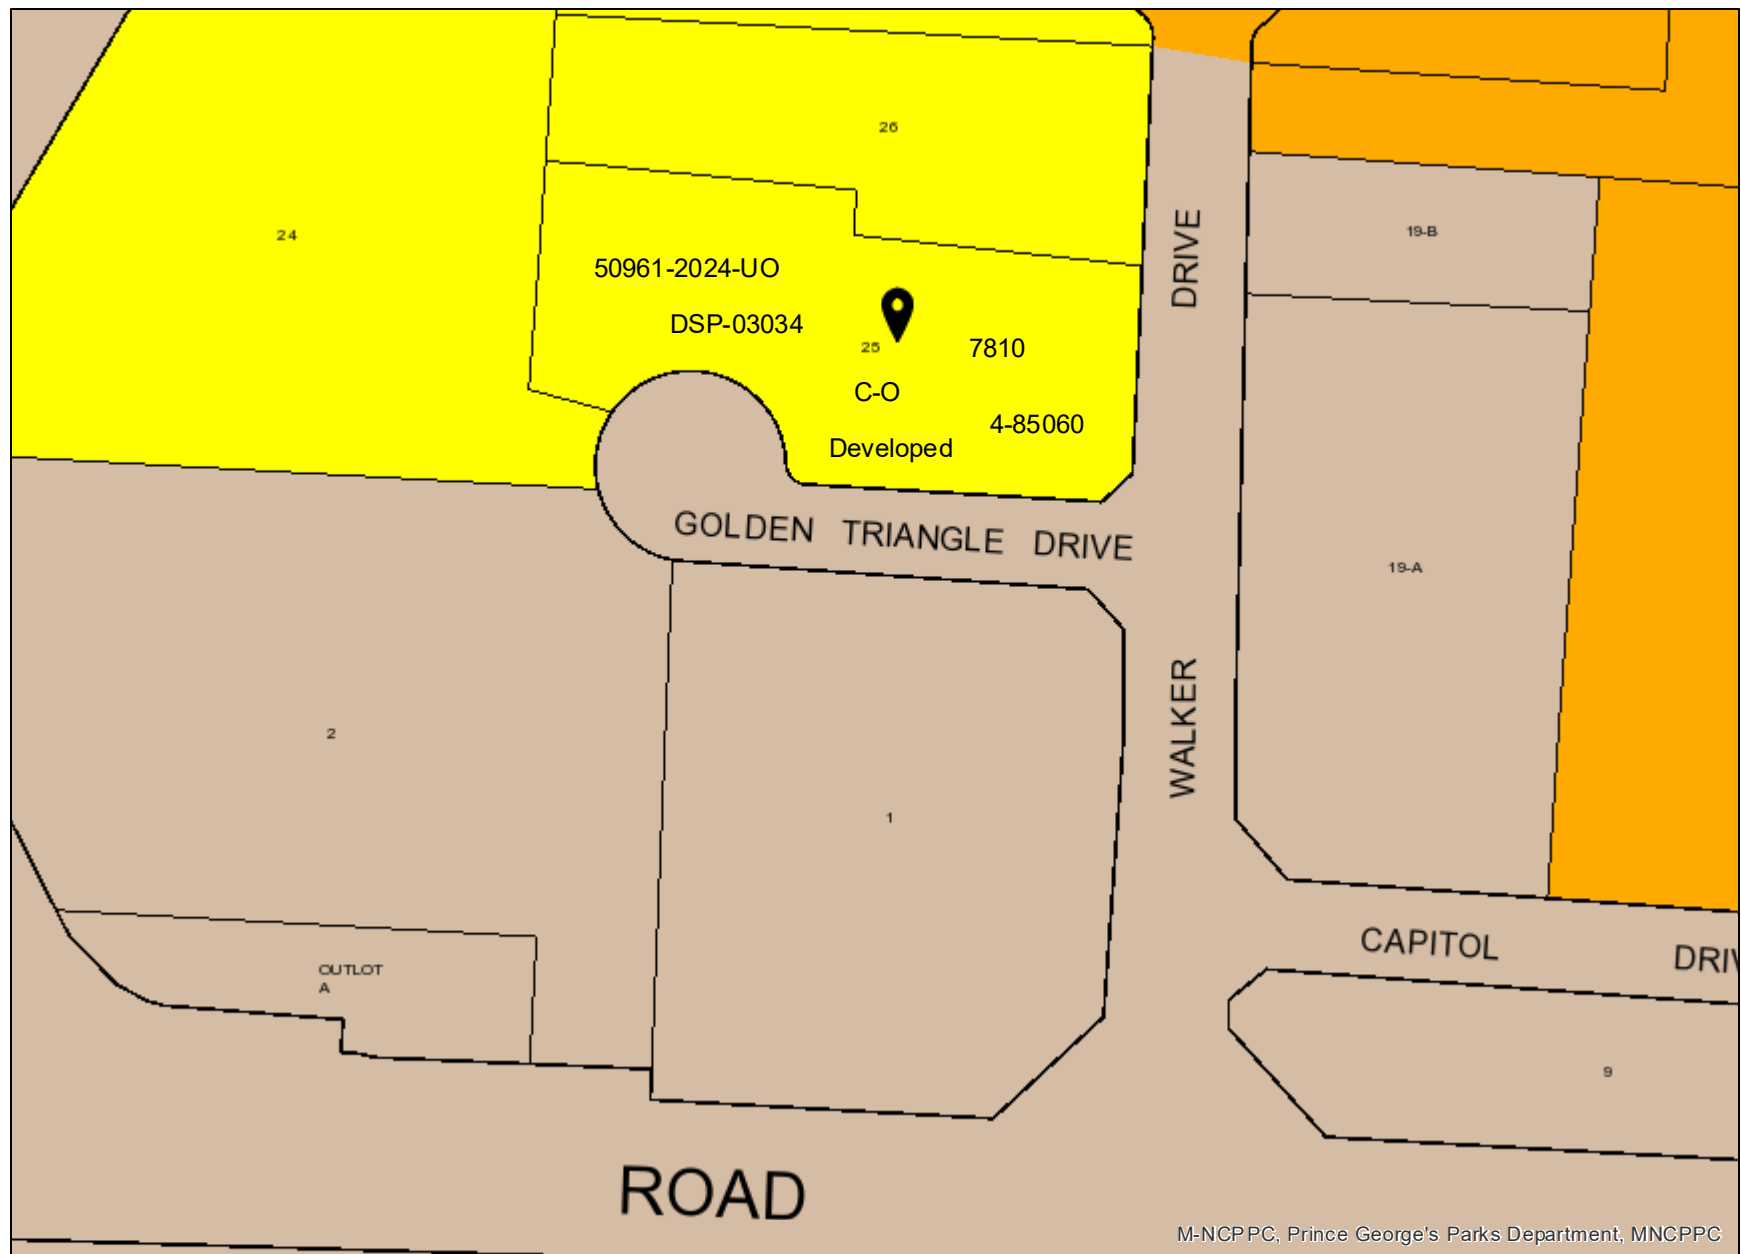 26
24
19-B
DRIVE
50961-2024-UO
DSP-03034
25
7810
C-O
4-85060
Developed
GOLDEN TRIANGLE DRIVE
19-A
WALKER
2
1
CAPITOL DRIV
OUTLOT
A
9
ROAD
M-NCPPC, Prince George's Parks Department, MNCPPC